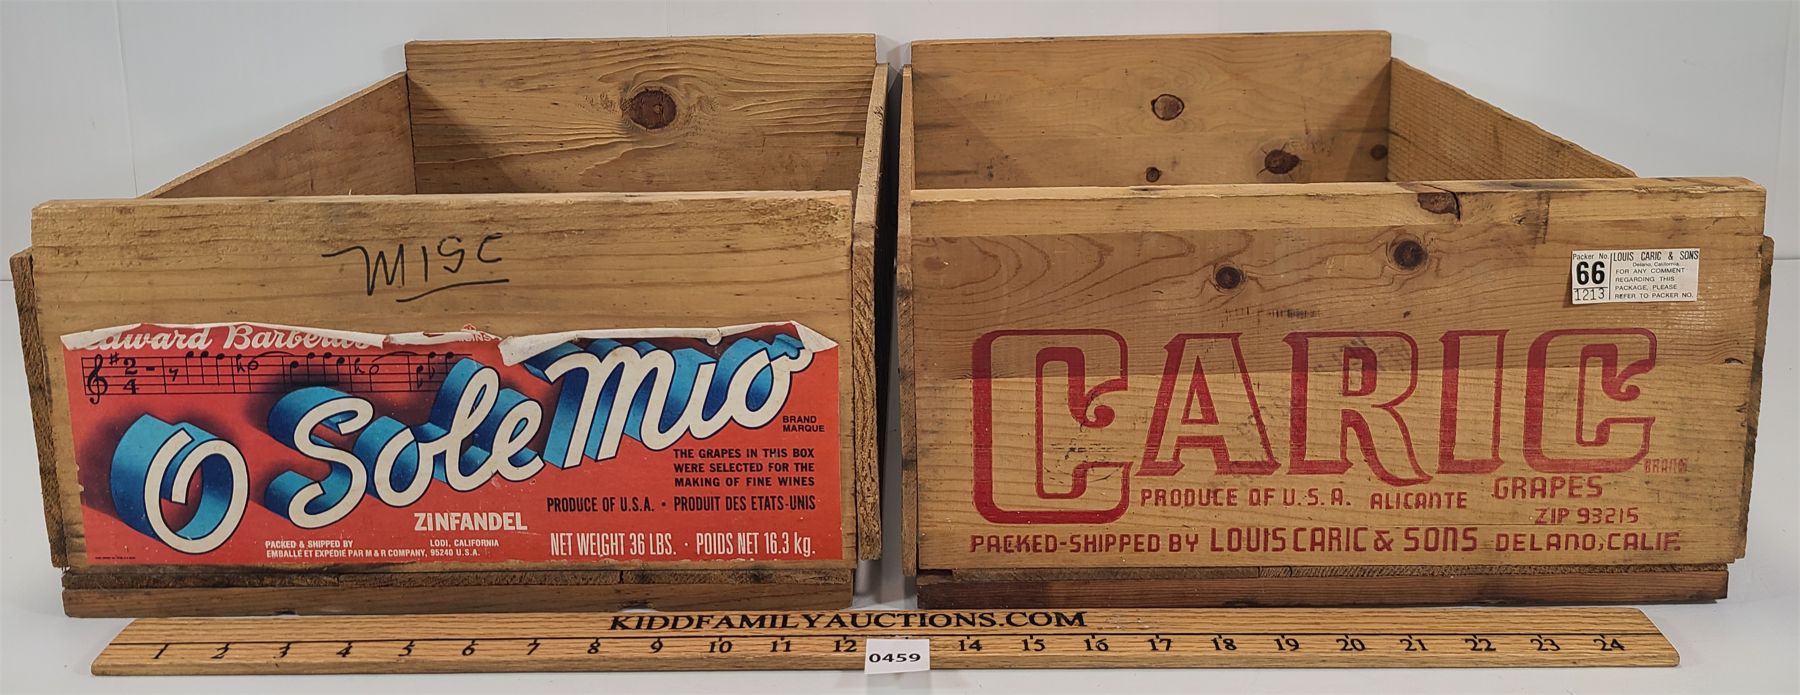 MISC
Edward Barbera's
2
4
O Sole Mio
BRAND
MARQUE
THE GRAPES IN THIS BOX
WERE SELECTED FOR THE
MAKING OF FINE WINES
PRODUCE OF U.S.A. • PRODUIT DES ETATS-UNIS
ZINFANDEL
PACKED & SHIPPED BY LODI, CALIFORNIA
EMBALLÉ ET EXPÉDIÉ PAR M & R COMPANY, 95240 U.S.A.
NET WEIGHT 36 LBS. • POIDS NET 16.3 kg.
Packer No.
66
1213
LOUIS CARIC & SONS
Delano, California
FOR ANY COMMENT
REGARDING THIS
PACKAGE, PLEASE
REFER TO PACKER NO.
CARIC
BRAND
PRODUCE OF U.S.A. ALICANTE GRAPES
ZIP 93215
PACKED-SHIPPED BY LOUIS CARIC & SONS DELANO, CALIF.
KIDDFAMILYAUCTIONS.COM
1 2 3 4 5 6 7 8 9 10 11 12 14 15 16 17 18 19 20 21 22 23 24
0459